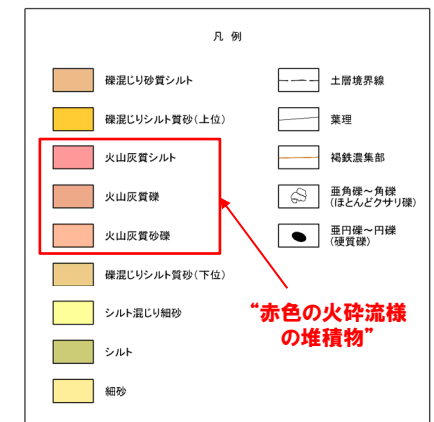 凡 例
礫混じり砂質シルト
礫混じりシルト質砂(上位)
火山灰質シルト
火山灰質礫
火山灰質砂礫
礫混じりシルト質砂(下位)
シルト混じり細砂
シルト
細砂
土層境界線
葉理
褐鉄濃集部
亜角礫～角礫
(ほとんどクサリ礫)
亜円礫～円礫
(硬質礫)
“赤色の火砕流様
の堆積物”